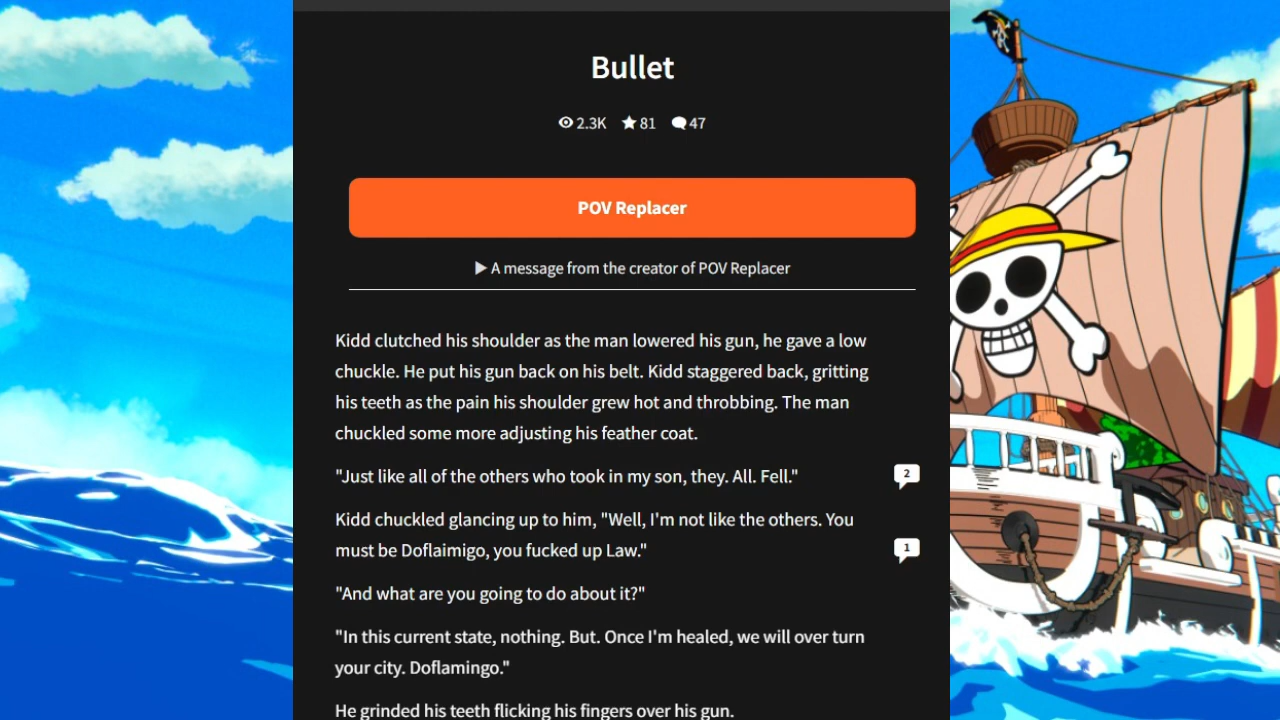 Bullet
2.3K 81 47
POV Replacer
▶ A message from the creator of POV Replacer
Kidd clutched his shoulder as the man lowered his gun, he gave a low
chuckle. He put his gun back on his belt. Kidd staggered back, gritting
his teeth as the pain his shoulder grew hot and throbbing. The man
chuckled some more adjusting his feather coat.
"Just like all of the others who took in my son, they. All. Fell."
2
Kidd chuckled glancing up to him, "Well, I'm not like the others. You
must be Doflaimigo, you fucked up Law."
1
"And what are you going to do about it?"
"In this current state, nothing. But. Once I'm healed, we will over turn
your city. Doflamingo."
He grinded his teeth flicking his fingers over his gun.